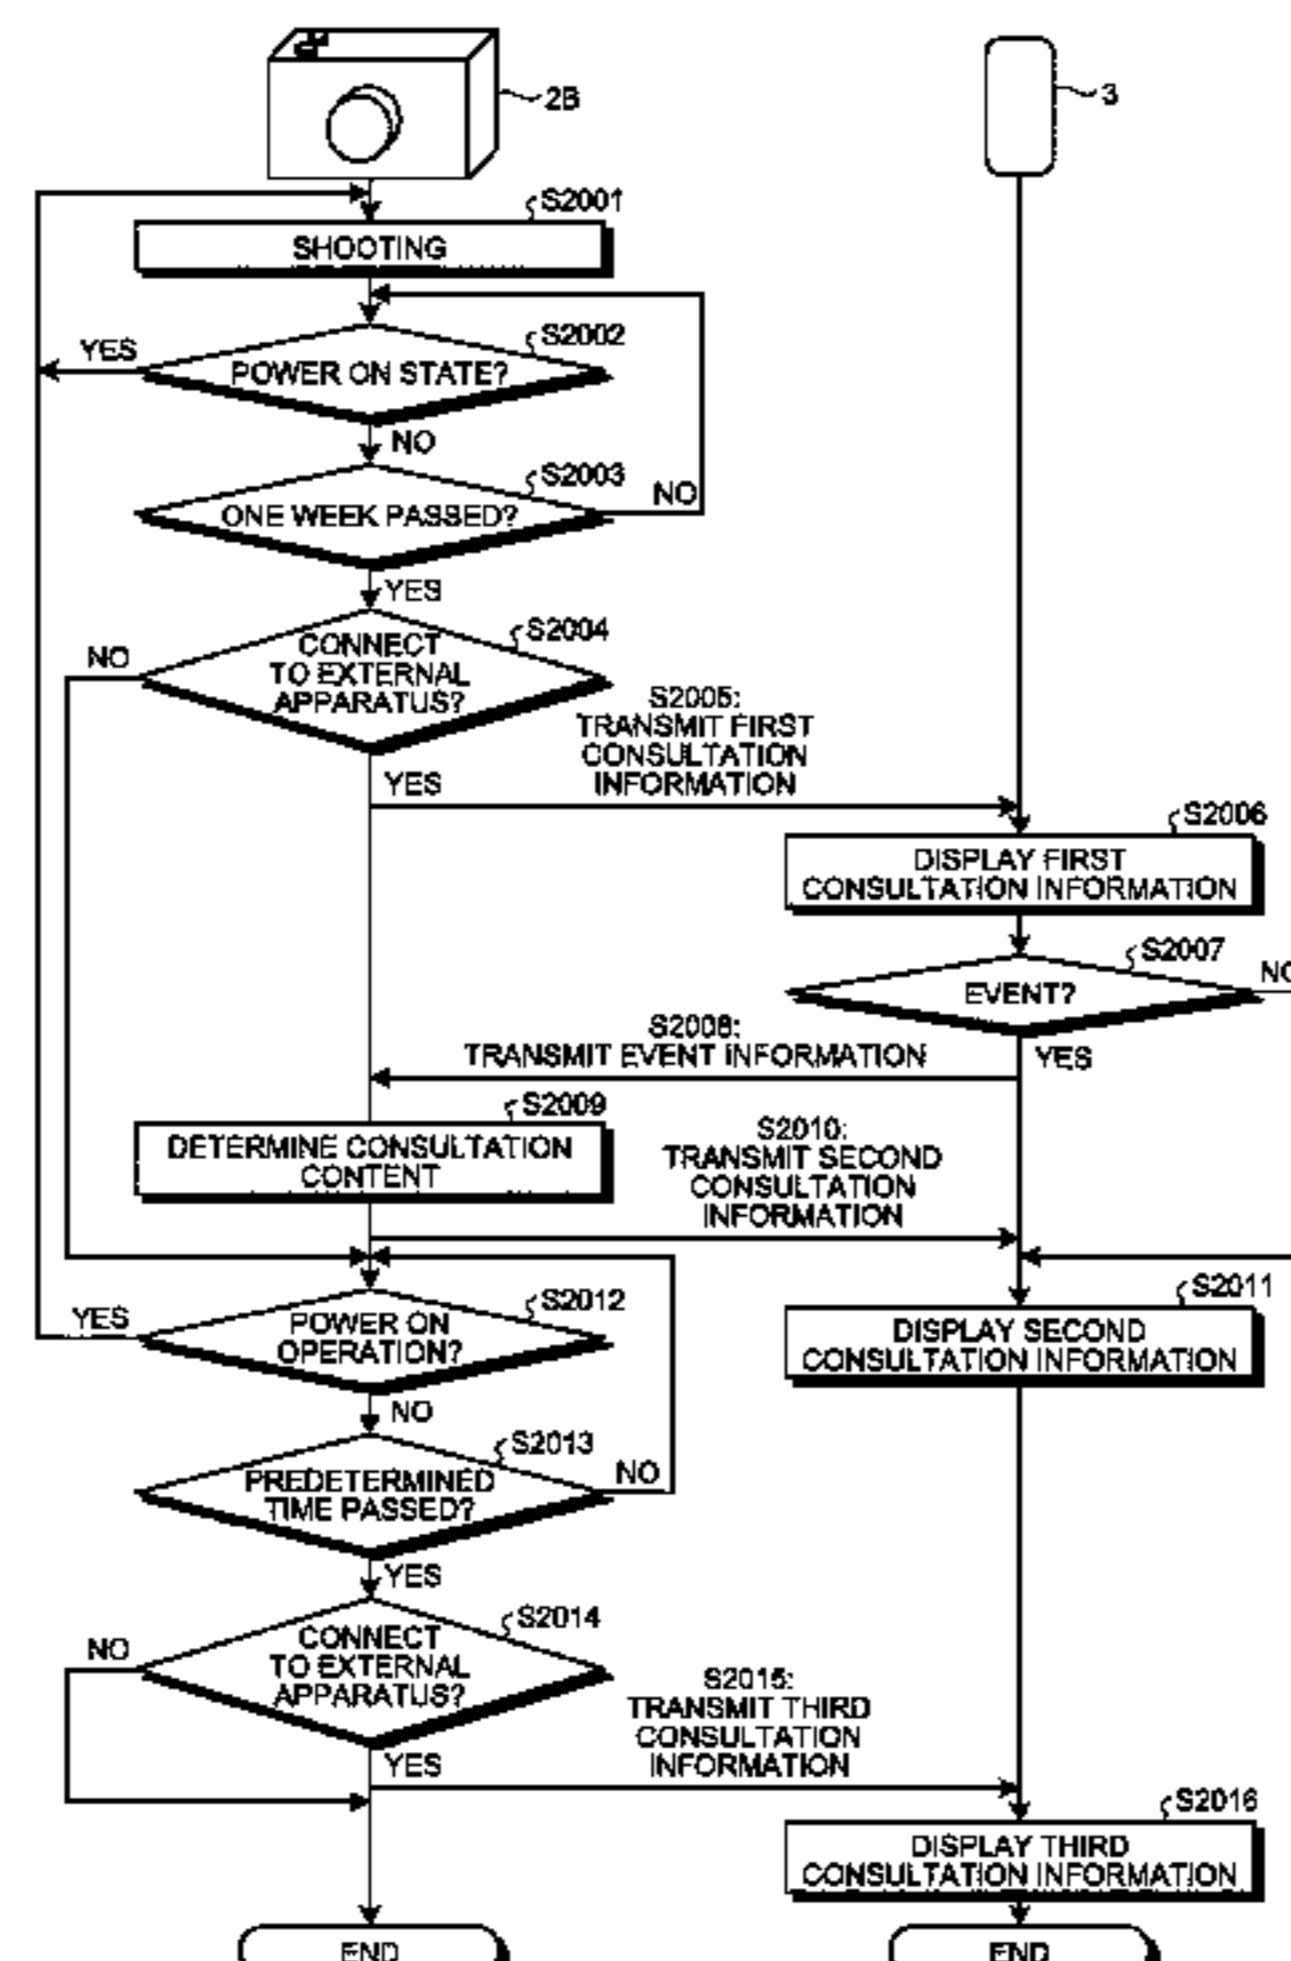 2B
3
S2001
SHOOTING
S2002
YES
POWER ON STATE?
NO
S2003
NO
ONE WEEK PASSED?
YES
S2004
NO
CONNECT
TO EXTERNAL
APPARATUS?
S2005:
TRANSMIT FIRST
CONSULTATION
INFORMATION
YES
S2006
DISPLAY FIRST
CONSULTATION INFORMATION
S2007
NO
EVENT?
S2008:
TRANSMIT EVENT INFORMATION
YES
S2009
DETERMINE CONSULTATION
CONTENT
S2010:
TRANSMIT SECOND
CONSULTATION
INFORMATION
S2011
DISPLAY SECOND
CONSULTATION INFORMATION
S2012
YES
POWER ON
OPERATION?
NO
S2013
NO
PREDETERMINED
TIME PASSED?
YES
S2014
NO
CONNECT
TO EXTERNAL
APPARATUS?
S2015:
TRANSMIT THIRD
CONSULTATION
INFORMATION
YES
S2016
DISPLAY THIRD
CONSULTATION INFORMATION
END
END